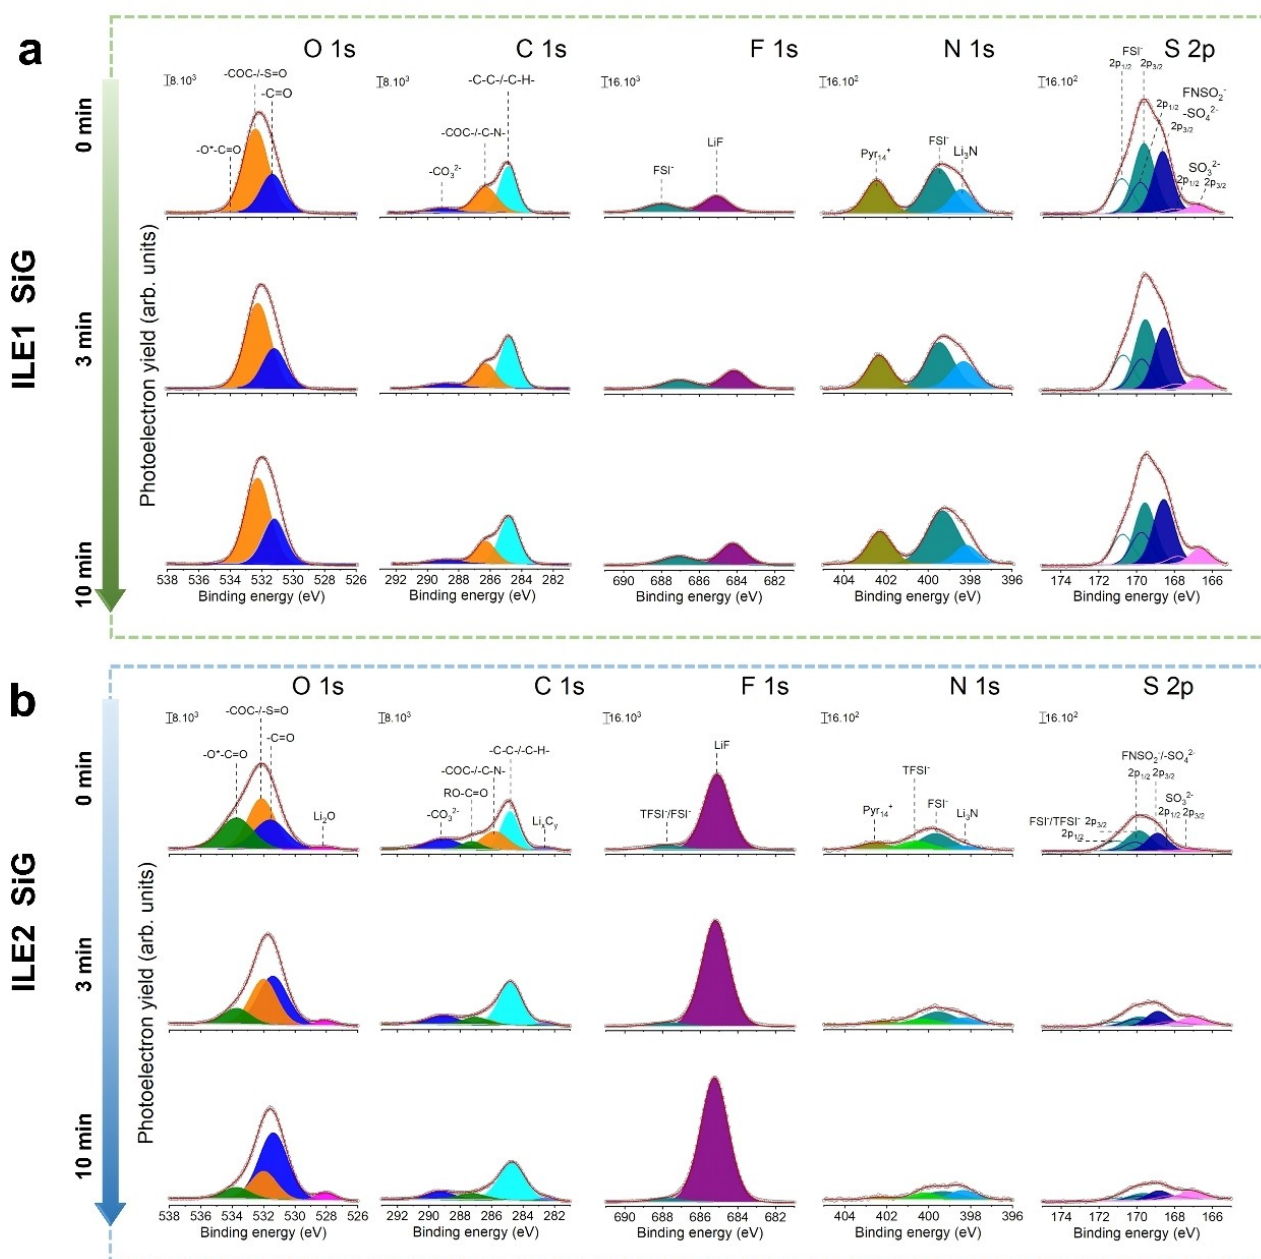 a
O 1s
C 1s
F 1s
N 1s
S 2p
ILE1 SiG
0 min
3 min
10 min
Photoelectron yield (arb. units)
8.10³
-COC-/-S=O
-C=O
-O*-C=O
8.10³
-C-C-/-C-H-
-COC-/-C-N-
-CO₃²⁻
16.10³
FSI⁻
LiF
16.10²
Pyr₁₄⁺
FSI⁻
Li₃N
16.10²
FSI⁻
2p₁/₂ 2p₃/₂
FNSO₂⁻
2p₁/₂ -SO₄²⁻
2p₃/₂
SO₃²⁻
2p₁/₂ 2p₃/₂
538 536 534 532 530 528 526
292 290 288 286 284 282
690 688 686 684 682
404 402 400 398 396
174 172 170 168 166
Binding energy (eV)
Binding energy (eV)
Binding energy (eV)
Binding energy (eV)
Binding energy (eV)
b
O 1s
C 1s
F 1s
N 1s
S 2p
ILE2 SiG
0 min
3 min
10 min
Photoelectron yield (arb. units)
8.10³
-COC-/-S=O
-C=O
-O*-C=O
Li₂O
8.10³
-C-C-/-C-H-
-COC-/-C-N-
RO-C=O
-CO₃²⁻
LiₓCᵧ
16.10³
LiF
TFSI⁻/FSI⁻
16.10²
TFSI⁻
Pyr₁₄⁺
FSI⁻
Li₃N
16.10²
FNSO₂⁻/-SO₄²⁻
2p₁/₂ 2p₃/₂
SO₃²⁻
2p₁/₂ 2p₃/₂
FSI⁻/TFSI⁻ 2p₃/₂
2p₁/₂
538 536 534 532 530 528 526
292 290 288 286 284 282
690 688 686 684 682
404 402 400 398 396
174 172 170 168 166
Binding energy (eV)
Binding energy (eV)
Binding energy (eV)
Binding energy (eV)
Binding energy (eV)